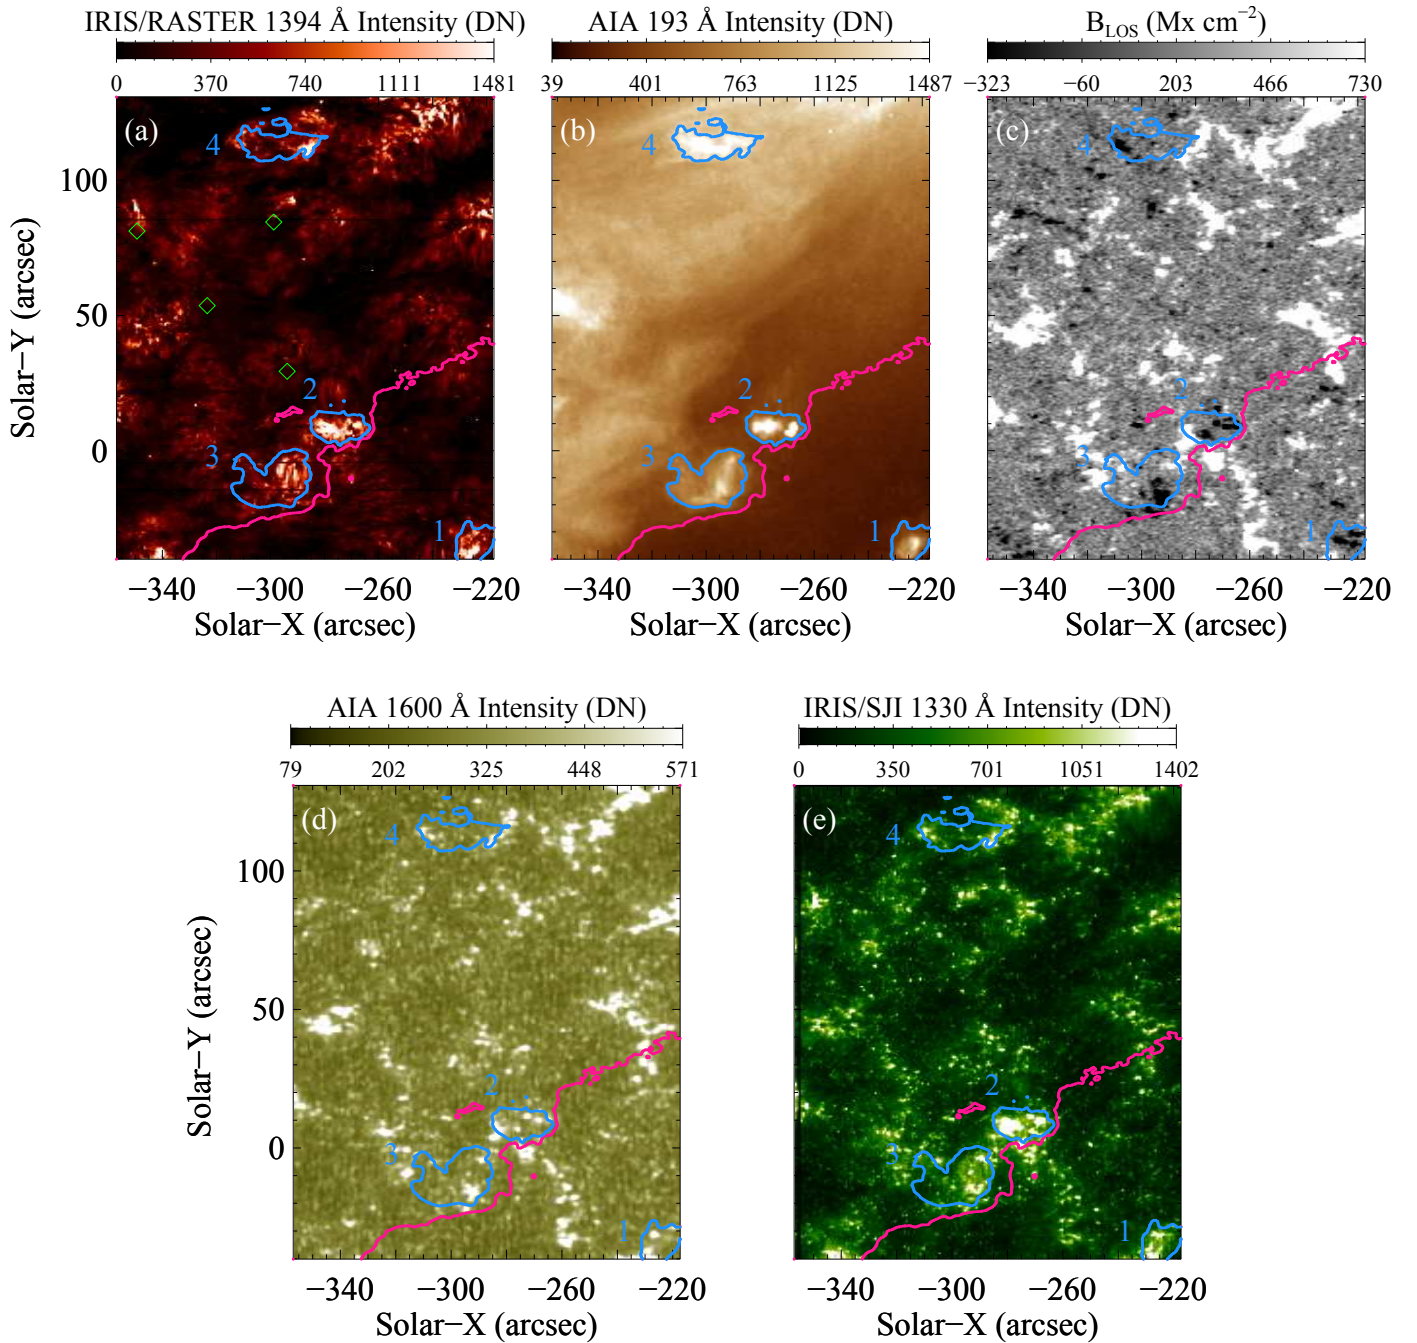 IRIS/RASTER 1394 Å Intensity (DN)
0 370 740 1111 1481
AIA 193 Å Intensity (DN)
39 401 763 1125 1487
B_LOS (Mx cm⁻²)
−323 −60 203 466 730
(a)
4
2
3
1
(b)
4
2
3
1
(c)
4
2
3
1
100
50
0
Solar−Y (arcsec)
−340 −300 −260 −220
Solar−X (arcsec)
−340 −300 −260 −220
Solar−X (arcsec)
−340 −300 −260 −220
Solar−X (arcsec)
AIA 1600 Å Intensity (DN)
79 202 325 448 571
IRIS/SJI 1330 Å Intensity (DN)
0 350 701 1051 1402
(d)
4
2
3
1
(e)
4
2
3
1
100
50
0
Solar−Y (arcsec)
−340 −300 −260 −220
Solar−X (arcsec)
−340 −300 −260 −220
Solar−X (arcsec)